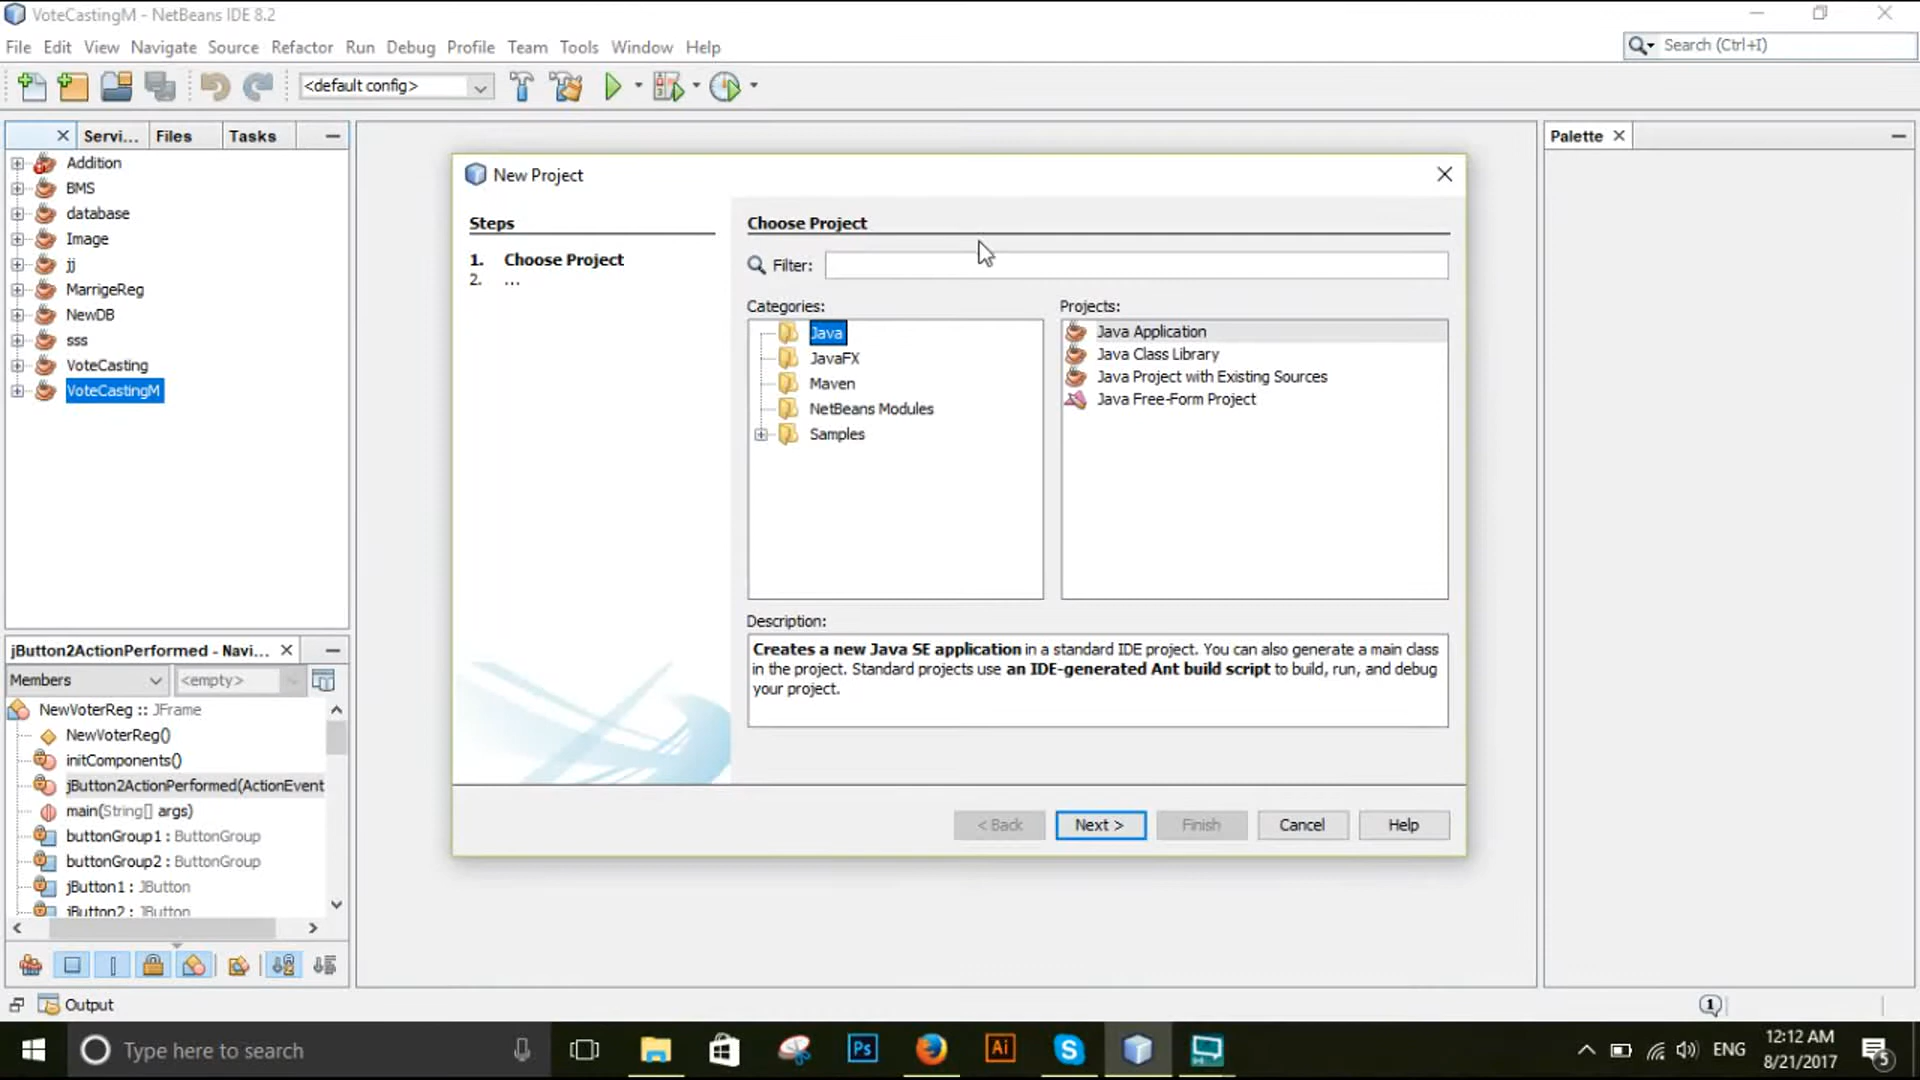 VoteCastingM - NetBeans IDE 8.2
File Edit View Navigate Source Refactor Run Debug Profile Team Tools Window Help
Search (Ctrl+I)
<default config>
Servi... Files Tasks
Palette
Addition
BMS
database
Image
jj
MarrigeReg
NewDB
sss
VoteCasting
VoteCastingM
New Project
Steps
1. Choose Project
2. ...
Choose Project
Filter:
Categories:
Java
JavaFX
Maven
NetBeans Modules
Samples
Projects:
Java Application
Java Class Library
Java Project with Existing Sources
Java Free-Form Project
Description:
Creates a new Java SE application in a standard IDE project. You can also generate a main class
in the project. Standard projects use an IDE-generated Ant build script to build, run, and debug
your project.
< Back Next > Finish Cancel Help
jButton2ActionPerformed - Navi...
Members <empty>
NewVoterReg :: JFrame
NewVoterReg()
initComponents()
jButton2ActionPerformed(ActionEvent
main(String[] args)
buttonGroup1 : ButtonGroup
buttonGroup2 : ButtonGroup
jButton1 : JButton
jButton2 : JButton
Output
1
Type here to search
Ps
Ai
S
ENG
12:12 AM
8/21/2017
5